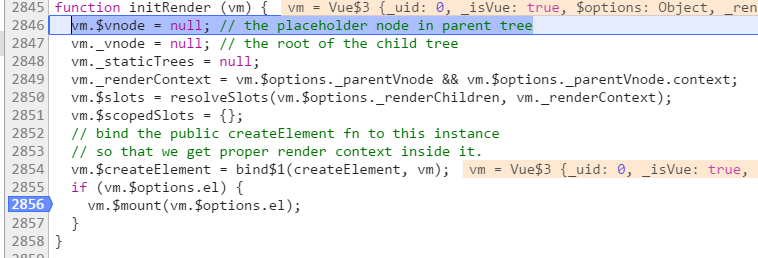 2845 function initRender (vm) { vm = Vue$3 {_uid: 0, _isVue: true, $options: Object, _ren
2846 vm.$vnode = null; // the placeholder node in parent tree
2847 vm._vnode = null; // the root of the child tree
2848 vm._staticTrees = null;
2849 vm._renderContext = vm.$options._parentVnode && vm.$options._parentVnode.context;
2850 vm.$slots = resolveSlots(vm.$options._renderChildren, vm._renderContext);
2851 vm.$scopedSlots = {};
2852 // bind the public createElement fn to this instance
2853 // so that we get proper render context inside it.
2854 vm.$createElement = bind$1(createElement, vm); vm = Vue$3 {_uid: 0, _isVue: true,
2855 if (vm.$options.el) {
2856 vm.$mount(vm.$options.el);
2857 }
2858 }